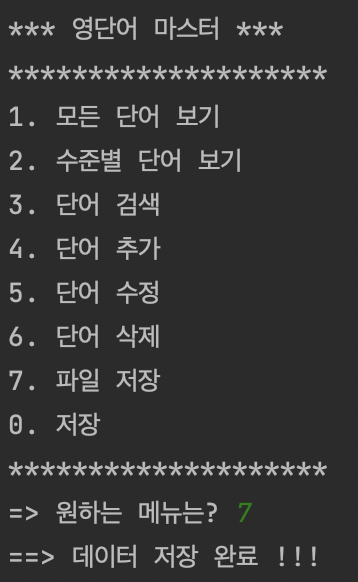 *** 영단어 마스터 ***
********************
1. 모든 단어 보기
2. 수준별 단어 보기
3. 단어 검색
4. 단어 추가
5. 단어 수정
6. 단어 삭제
7. 파일 저장
0. 저장
********************
=> 원하는 메뉴는? 7
==> 데이터 저장 완료 !!!